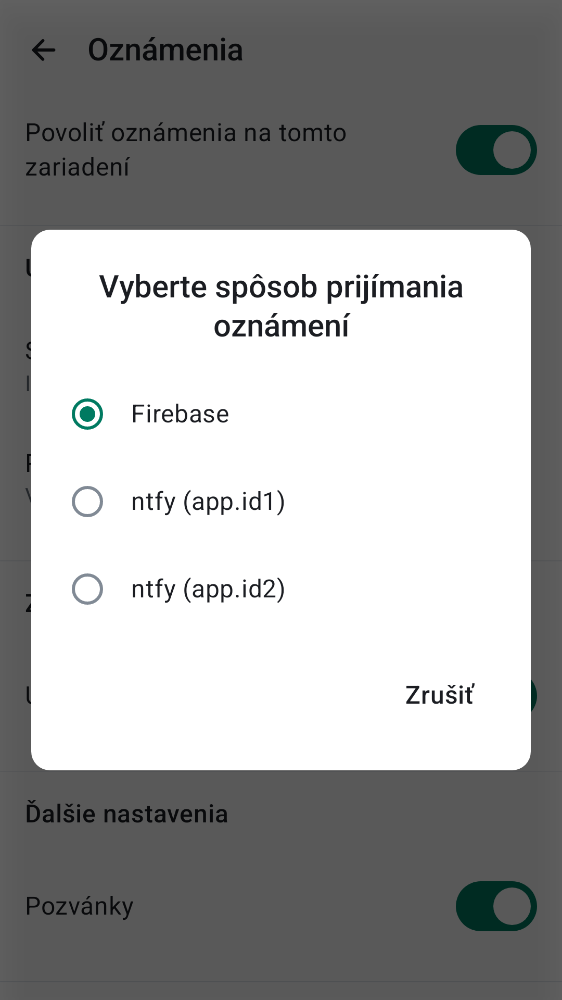 Oznámenia
Povoliť oznámenia na tomto
zariadení
Vyberte spôsob prijímania
oznámení
Firebase
ntfy (app.id1)
ntfy (app.id2)
Zrušiť
Ďalšie nastavenia
Pozvánky